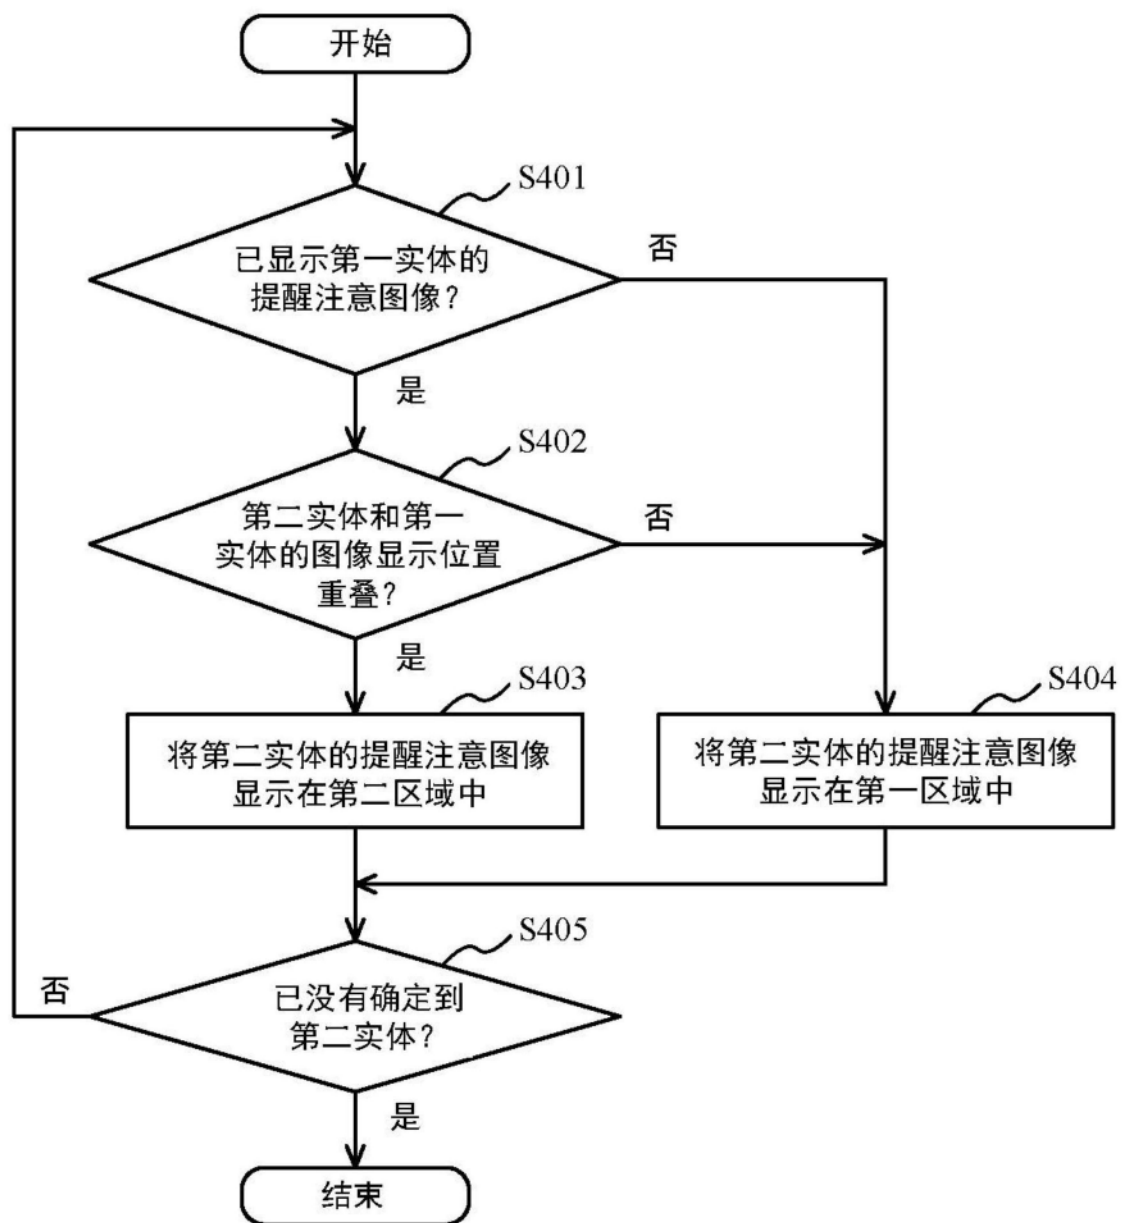 开始
S401
已显示第一实体的
提醒注意图像？
否
是
S402
第二实体和第一
实体的图像显示位置
重叠？
否
是
S403
将第二实体的提醒注意图像
显示在第二区域中
S404
将第二实体的提醒注意图像
显示在第一区域中
S405
已没有确定到
第二实体？
否
是
结束